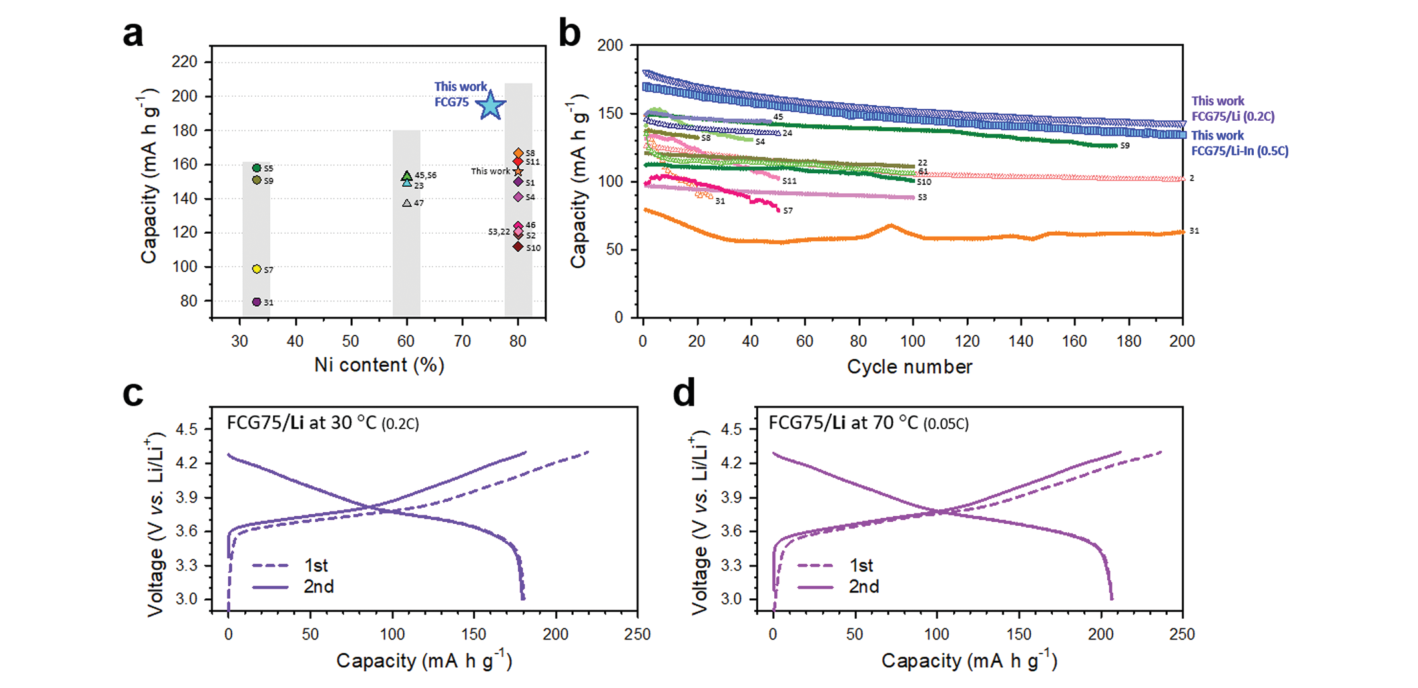 a
Capacity (mA h g-1)
220
200
180
160
140
120
100
80
30
40
50
60
70
80
Ni content (%)
This work
FCG75
S5
S9
S7
31
45,56
23
47
S8
S11
This work
S1
S4
46
S3,22
S2
S10
b
Capacity (mA h g-1)
200
150
100
50
0
0
20
40
60
80
100
120
140
160
180
200
Cycle number
45
24
S8
S4
S9
22
61
S10
S11
S3
31
S7
2
31
This work
FCG75/Li (0.2C)
This work
FCG75/Li-In (0.5C)
c
FCG75/Li at 30 °C (0.2C)
Voltage (V vs. Li/Li+)
4.5
4.2
3.9
3.6
3.3
3.0
1st
2nd
0
50
100
150
200
250
Capacity (mA h g-1)
d
FCG75/Li at 70 °C (0.05C)
Voltage (V vs. Li/Li+)
4.5
4.2
3.9
3.6
3.3
3.0
1st
2nd
0
50
100
150
200
250
Capacity (mA h g-1)